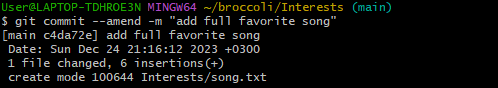 User@LAPTOP-TDHROE3N MINGW64 ~/broccoli/Interests (main)
$ git commit --amend -m "add full favorite song"
[main c4da72e] add full favorite song
 Date: Sun Dec 24 21:16:12 2023 +0300
 1 file changed, 6 insertions(+)
 create mode 100644 Interests/song.txt